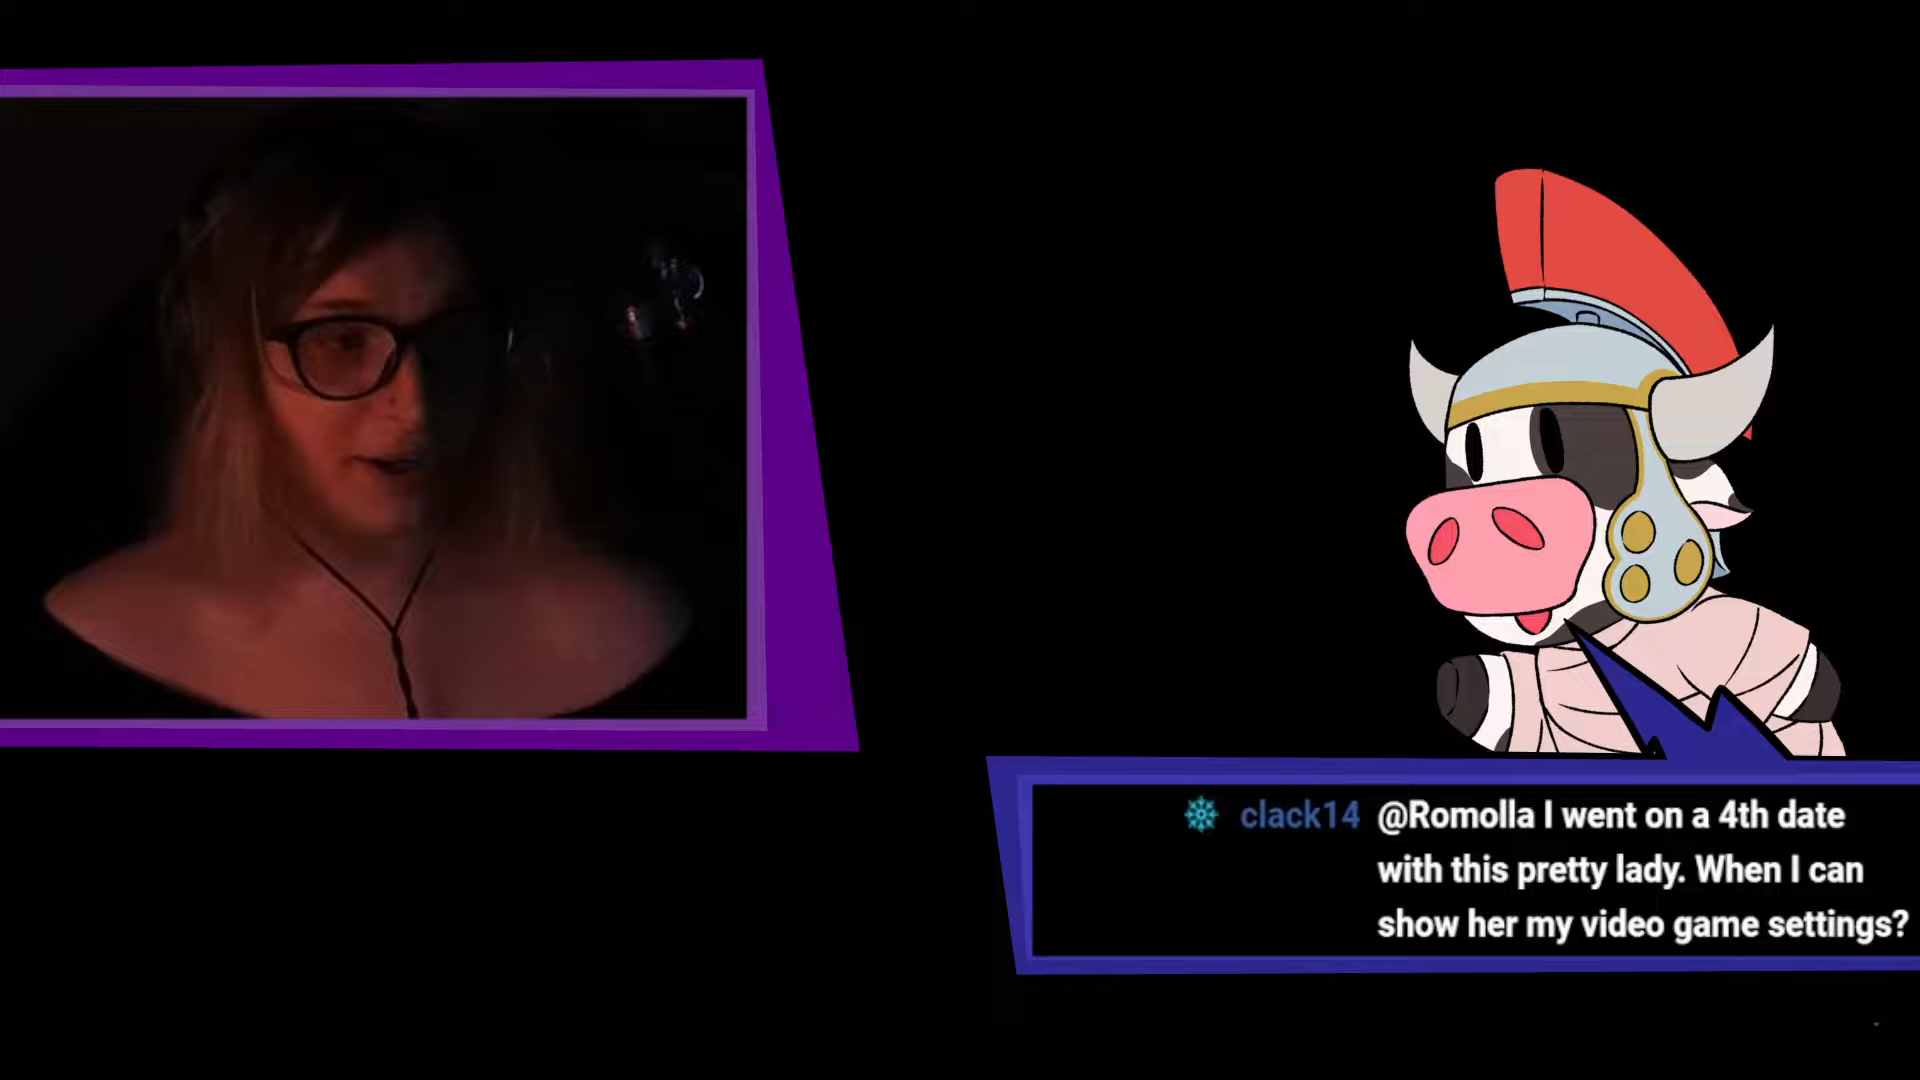 clack14 @Romolla I went on a 4th date
with this pretty lady. When I can
show her my video game settings?